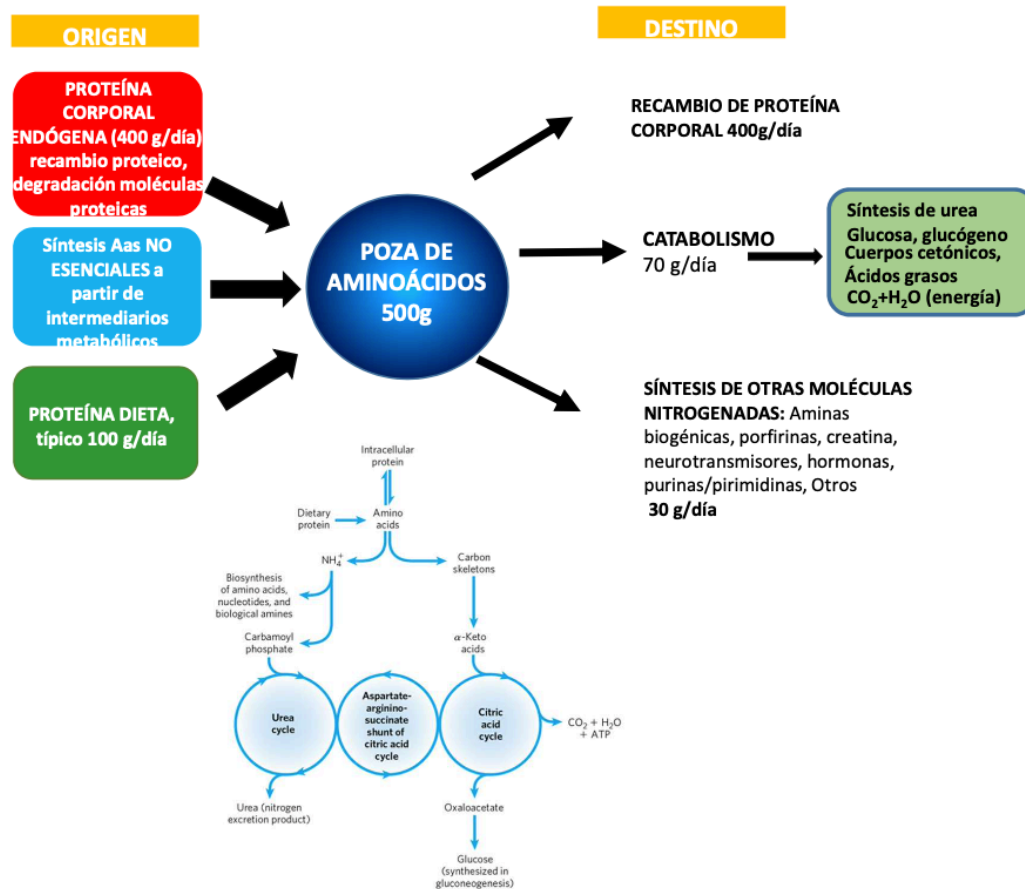 ORIGEN
PROTEÍNA
CORPORAL
ENDÓGENA (400 g/día)
recambio proteico,
degradación moléculas
proteicas
Síntesis Aas NO
ESENCIALES a
partir de
intermediarios
metabólicos
PROTEÍNA DIETA,
típico 100 g/día
POZA DE
AMINOÁCIDOS
500g
DESTINO
RECAMBIO DE PROTEÍNA
CORPORAL 400g/día
CATABOLISMO
70 g/día
Síntesis de urea
Glucosa, glucógeno
Cuerpos cetónicos,
Ácidos grasos
CO₂+H₂O (energía)
SÍNTESIS DE OTRAS MOLÉCULAS
NITROGENADAS: Aminas
biogénicas, porfirinas, creatina,
neurotransmisores, hormonas,
purinas/pirimidinas, Otros
30 g/día
Intracellular
protein
Dietary
protein
Amino
acids
NH₄⁺
Carbon
skeletons
Biosynthesis
of amino acids,
nucleotides, and
biological amines
Carbamoyl
phosphate
α-Keto
acids
Urea
cycle
Aspartate-
arginino-
succinate
shunt of
citric acid
cycle
Citric
acid
cycle
CO₂ + H₂O
+ ATP
Urea (nitrogen
excretion product)
Oxaloacetate
Glucose
(synthesized in
gluconeogenesis)